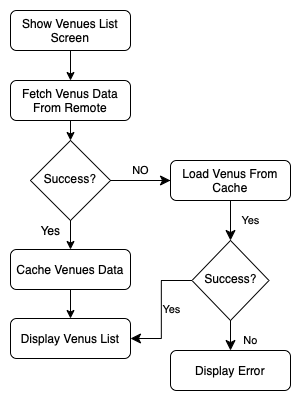 Show Venues List
Screen
Fetch Venus Data
From Remote
Success?
NO
Load Venus From
Cache
Yes
Yes
Cache Venues Data
Success?
Yes
Display Venus List
No
Display Error